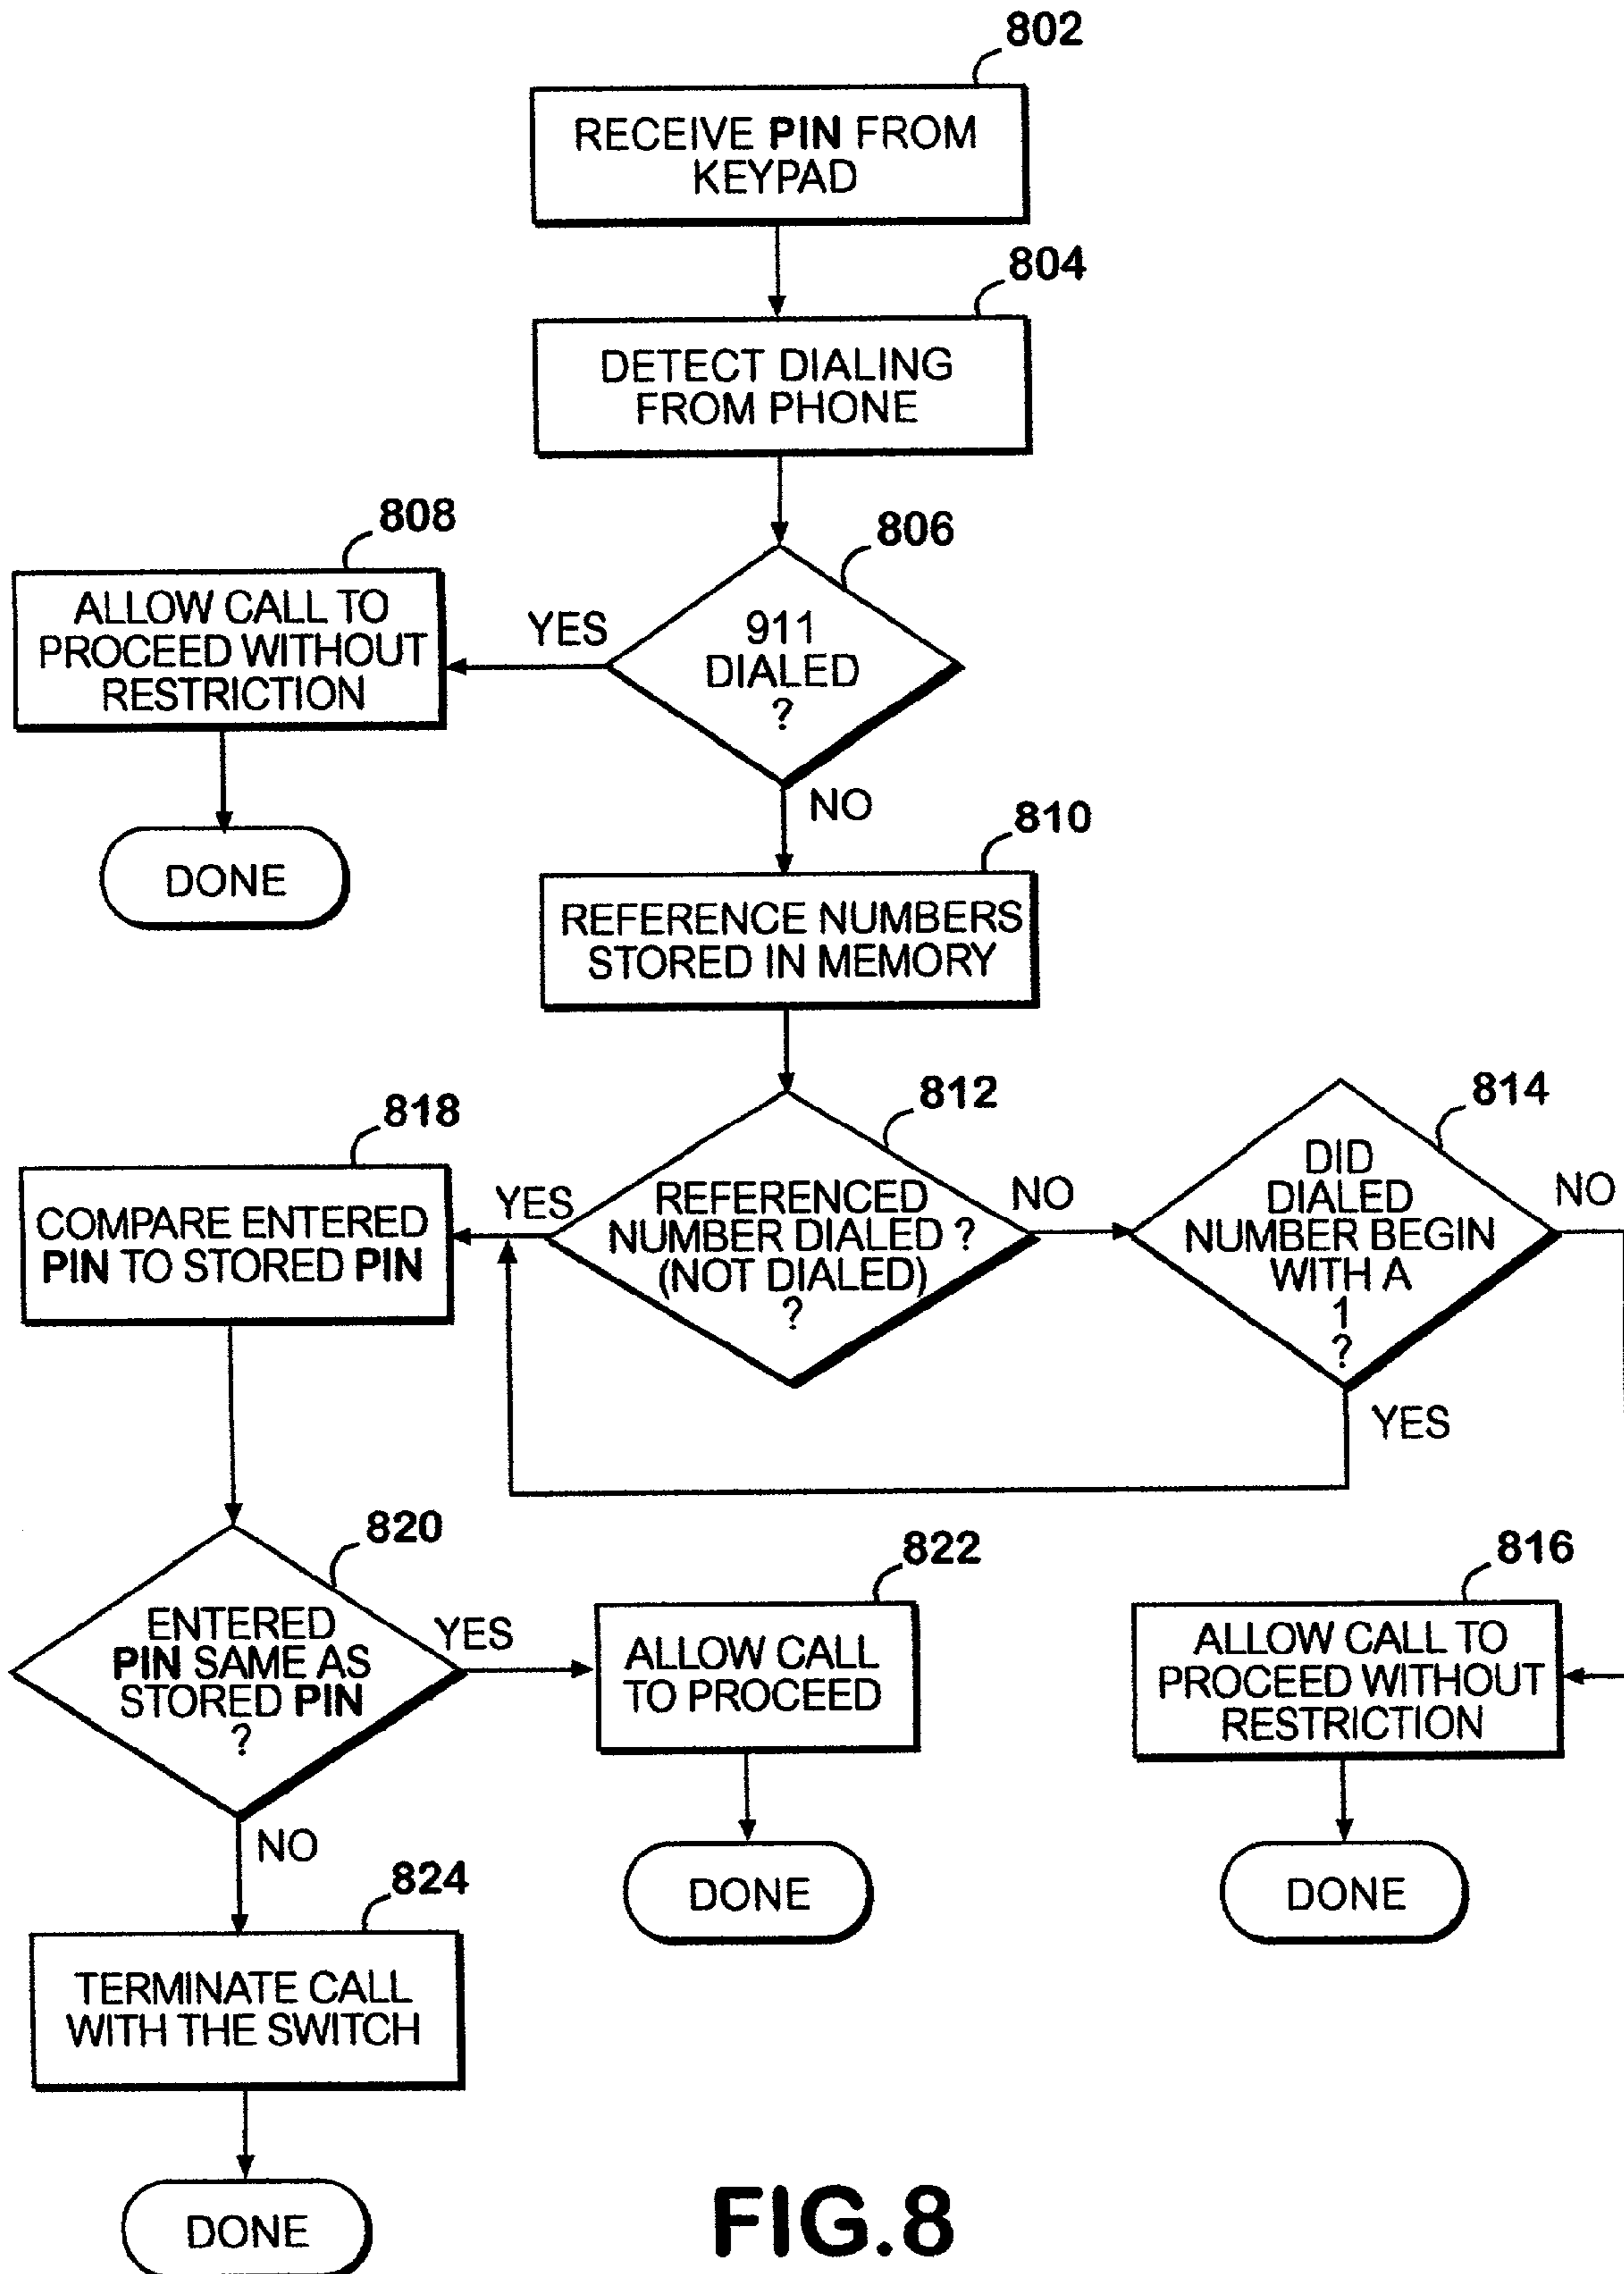 802
RECEIVE PIN FROM
KEYPAD
804
DETECT DIALING
FROM PHONE
808
806
ALLOW CALL TO
PROCEED WITHOUT
RESTRICTION
YES
911
DIALED
?
NO
DONE
810
REFERENCE NUMBERS
STORED IN MEMORY
818
812
814
COMPARE ENTERED
PIN TO STORED PIN
YES
REFERENCED
NUMBER DIALED ?
(NOT DIALED)
?
NO
DID
DIALED
NUMBER BEGIN
WITH A
1
?
NO
YES
820
822
816
ENTERED
PIN SAME AS
STORED PIN
?
YES
ALLOW CALL
TO PROCEED
ALLOW CALL TO
PROCEED WITHOUT
RESTRICTION
NO
DONE
DONE
824
TERMINATE CALL
WITH THE SWITCH
DONE
FIG.8